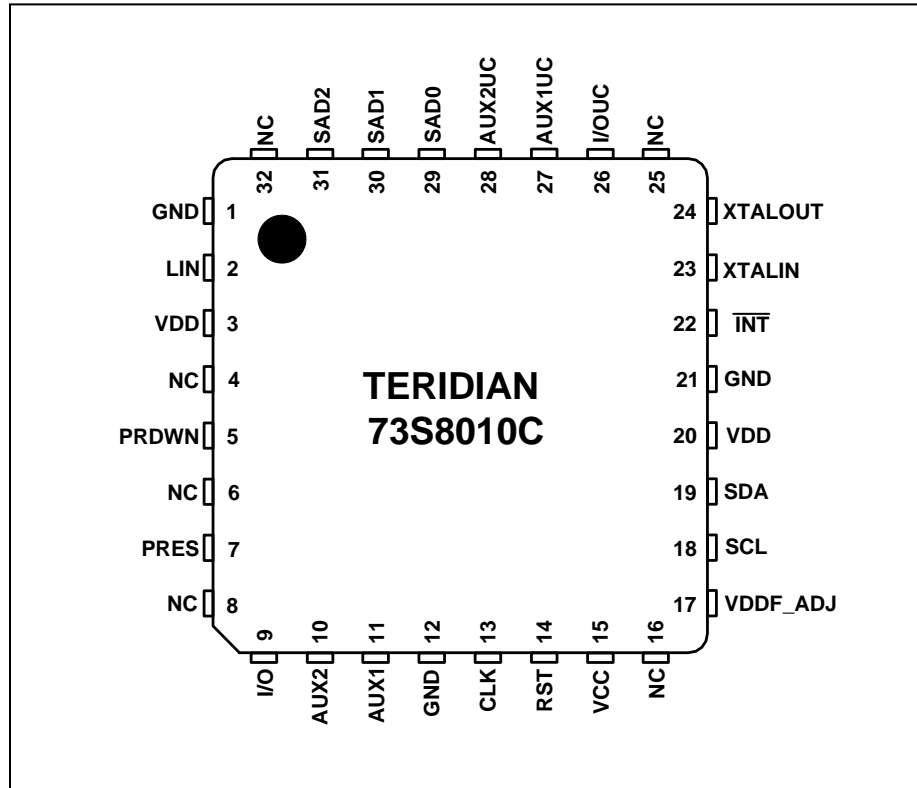 NC
SAD2
SAD1
SAD0
AUX2UC
AUX1UC
I/OUC
NC
32
31
30
29
28
27
26
25
GND 1
LIN 2
VDD 3
NC 4
PRDWN 5
NC 6
PRES 7
NC 8
TERIDIAN
73S8010C
24 XTALOUT
23 XTALIN
22 INT
21 GND
20 VDD
19 SDA
18 SCL
17 VDDF_ADJ
9
10
11
12
13
14
15
16
I/O
AUX2
AUX1
GND
CLK
RST
VCC
NC